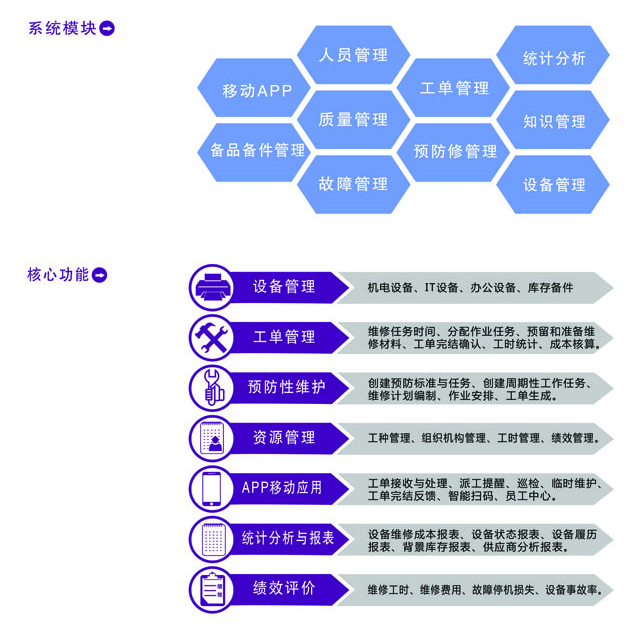 系统模块
人员管理
统计分析
移动APP
工单管理
质量管理
知识管理
备品备件管理
预防修管理
故障管理
设备管理
核心功能
设备管理
机电设备、IT设备、办公设备、库存备件
工单管理
维修任务时间、分配作业任务、预留和准备维
修材料、工单完结确认、工时统计、成本核算。
预防性维护
创建预防标准与任务、创建周期性工作任务、
维修计划编制、作业安排、工单生成。
资源管理
工种管理、组织机构管理、工时管理、绩效管理。
APP移动应用
工单接收与处理、派工提醒、巡检、临时维护、
工单完结反馈、智能扫码、员工中心。
统计分析与报表
设备维修成本报表、设备状态报表、设备履历
报表、背景库存报表、供应商分析报表。
绩效
绩效评价
维修工时、维修费用、故障停机损失、设备事故率。